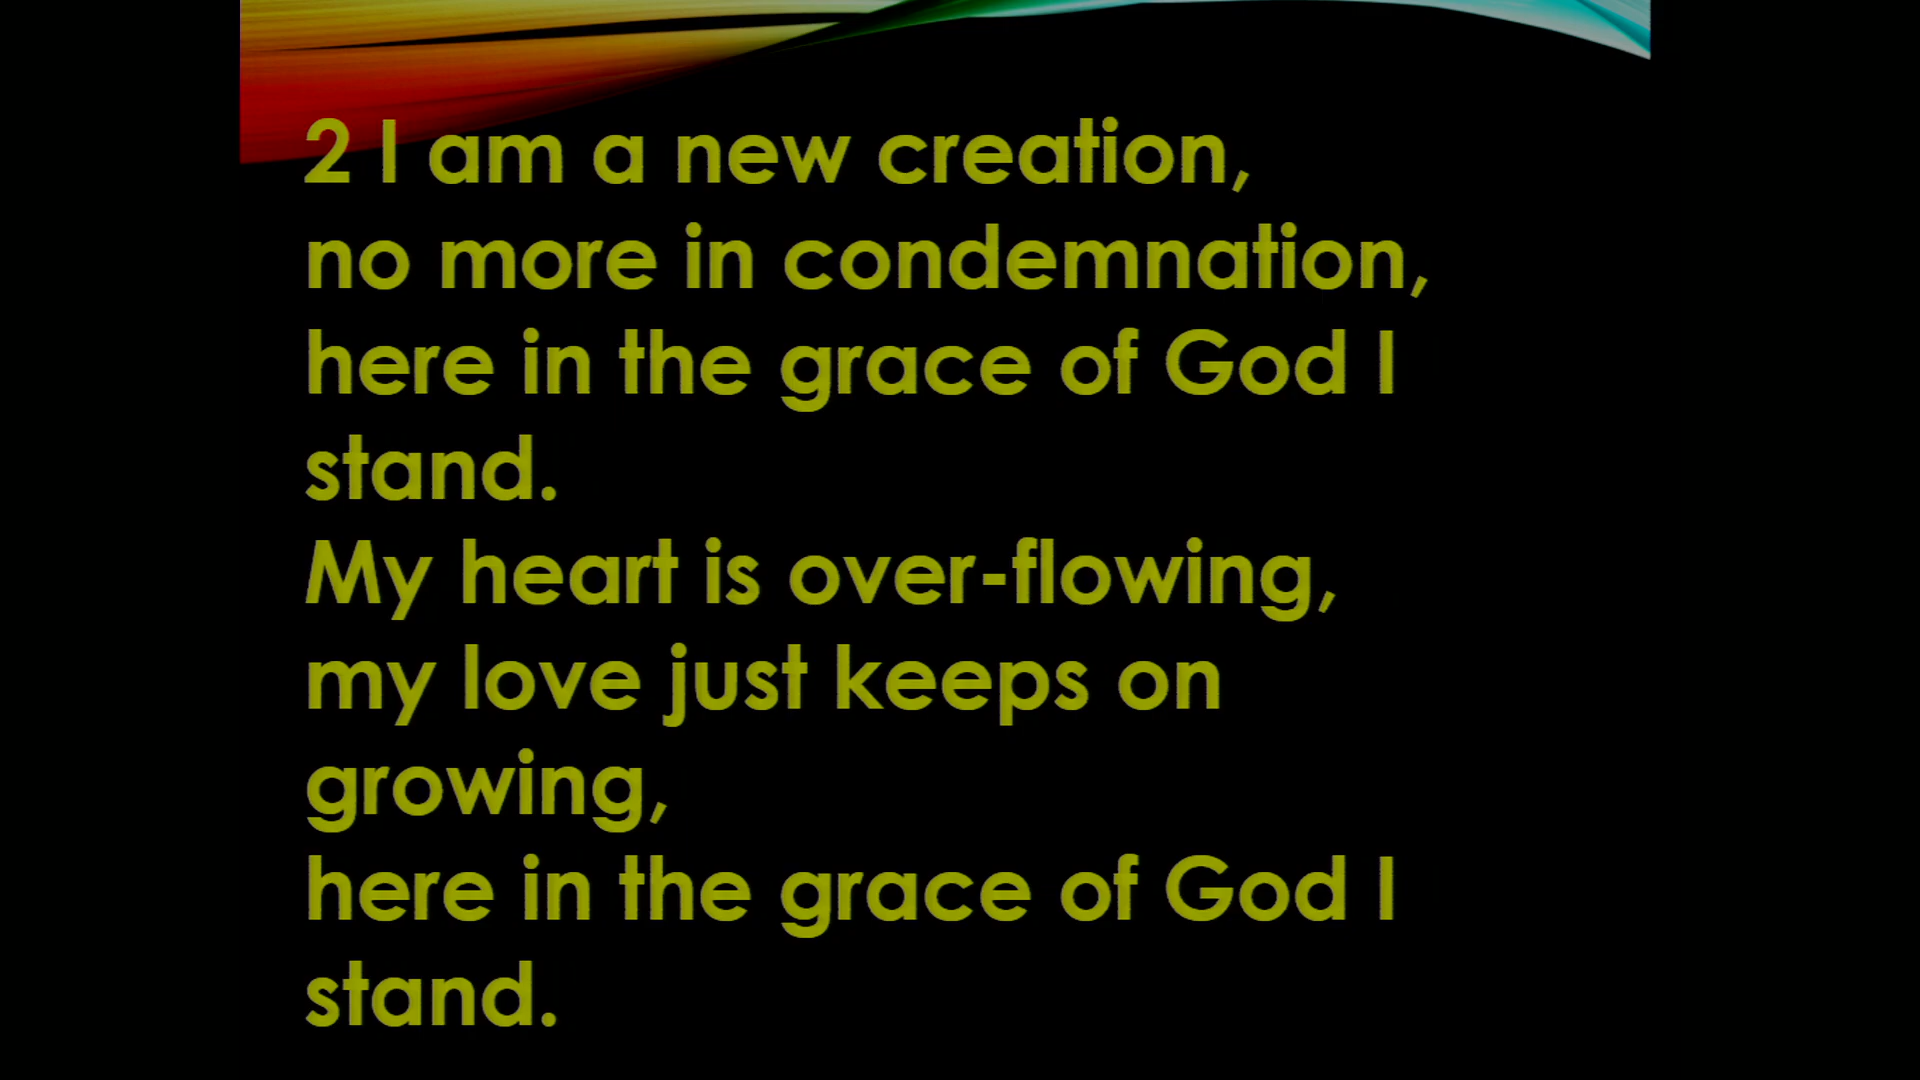 2 I am a new creation,
no more in condemnation,
here in the grace of God I
stand.
My heart is over-flowing,
my love just keeps on
growing,
here in the grace of God I
stand.